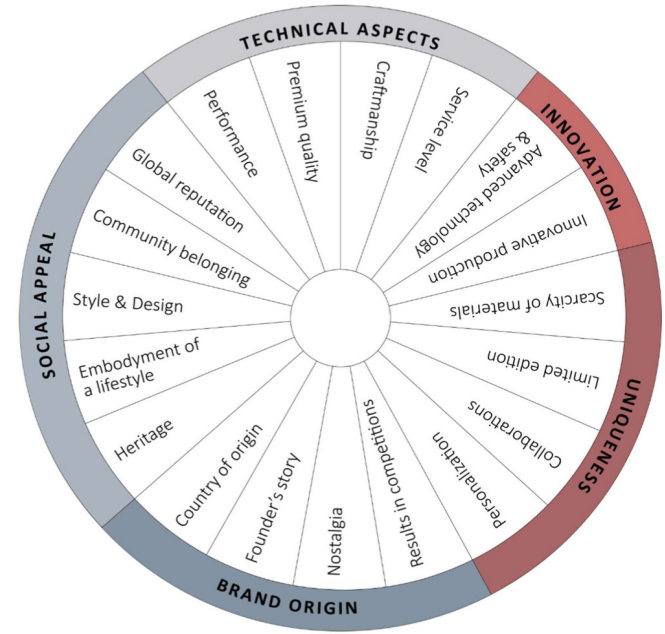 TECHNICAL ASPECTS
Performance
Premium quality
Craftmanship
Service level
INNOVATION
Advanced technology
& safety
Innovative production
UNIQUENESS
Scarcity of materials
Limited edition
Collaborations
Personalization
BRAND ORIGIN
Results in competitions
Nostalgia
Founder's story
Country of origin
SOCIAL APPEAL
Heritage
Embodyment of
a lifestyle
Style & Design
Community belonging
Global reputation